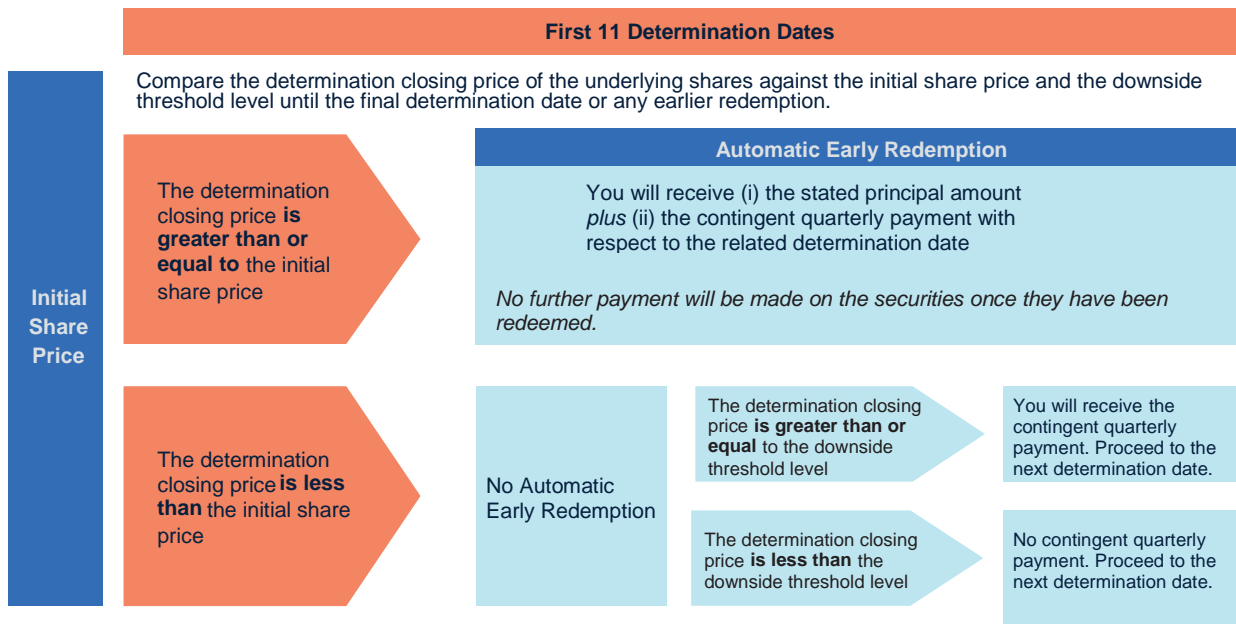 First 11 Determination Dates
Compare the determination closing price of the underlying shares against the initial share price and the downside
threshold level until the final determination date or any earlier redemption.
Initial
Share
Price
The determination
closing price is
greater than or
equal to the initial
share price
Automatic Early Redemption
You will receive (i) the stated principal amount
plus (ii) the contingent quarterly payment with
respect to the related determination date
No further payment will be made on the securities once they have been
redeemed.
The determination
closing price is less
than the initial share
price
No Automatic
Early Redemption
The determination closing
price is greater than or
equal to the downside
threshold level
You will receive the
contingent quarterly
payment. Proceed to the
next determination date.
The determination closing
price is less than the
downside threshold level
No contingent quarterly
payment. Proceed to the
next determination date.